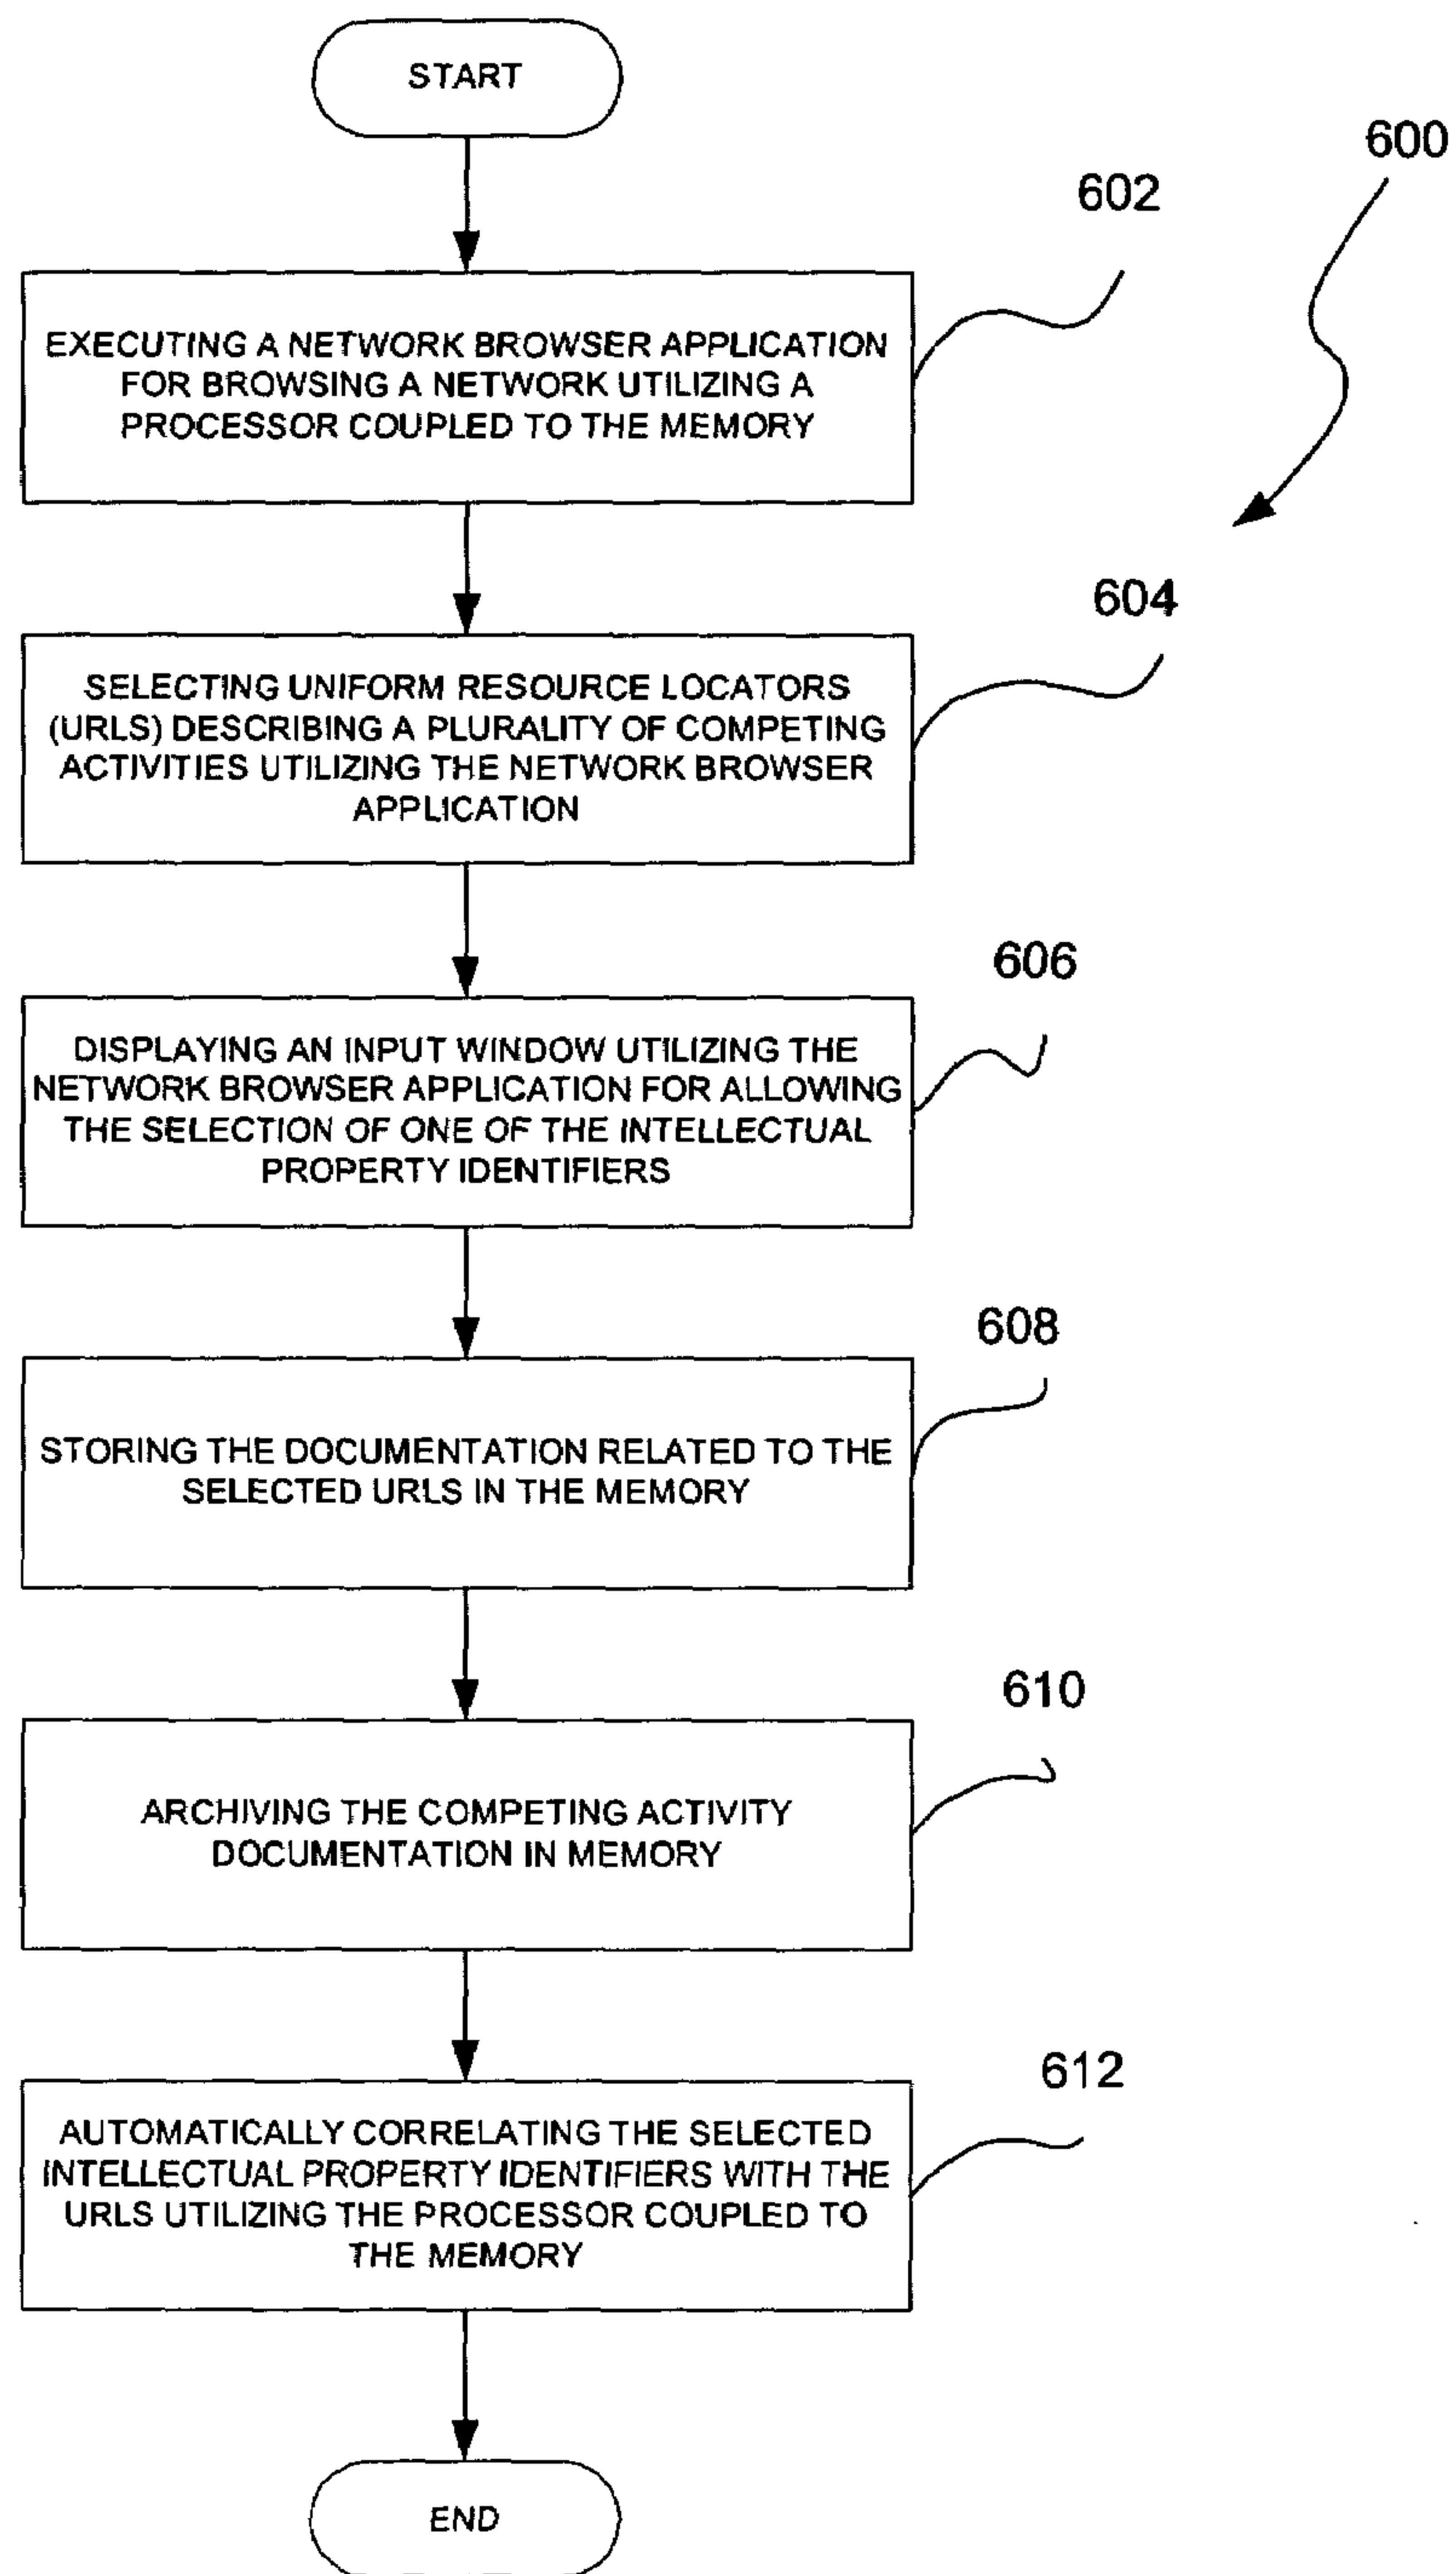 START
600
602
EXECUTING A NETWORK BROWSER APPLICATION
FOR BROWSING A NETWORK UTILIZING A
PROCESSOR COUPLED TO THE MEMORY
604
SELECTING UNIFORM RESOURCE LOCATORS
(URLS) DESCRIBING A PLURALITY OF COMPETING
ACTIVITIES UTILIZING THE NETWORK BROWSER
APPLICATION
606
DISPLAYING AN INPUT WINDOW UTILIZING THE
NETWORK BROWSER APPLICATION FOR ALLOWING
THE SELECTION OF ONE OF THE INTELLECTUAL
PROPERTY IDENTIFIERS
608
STORING THE DOCUMENTATION RELATED TO THE
SELECTED URLS IN THE MEMORY
610
ARCHIVING THE COMPETING ACTIVITY
DOCUMENTATION IN MEMORY
612
AUTOMATICALLY CORRELATING THE SELECTED
INTELLECTUAL PROPERTY IDENTIFIERS WITH THE
URLS UTILIZING THE PROCESSOR COUPLED TO
THE MEMORY
END